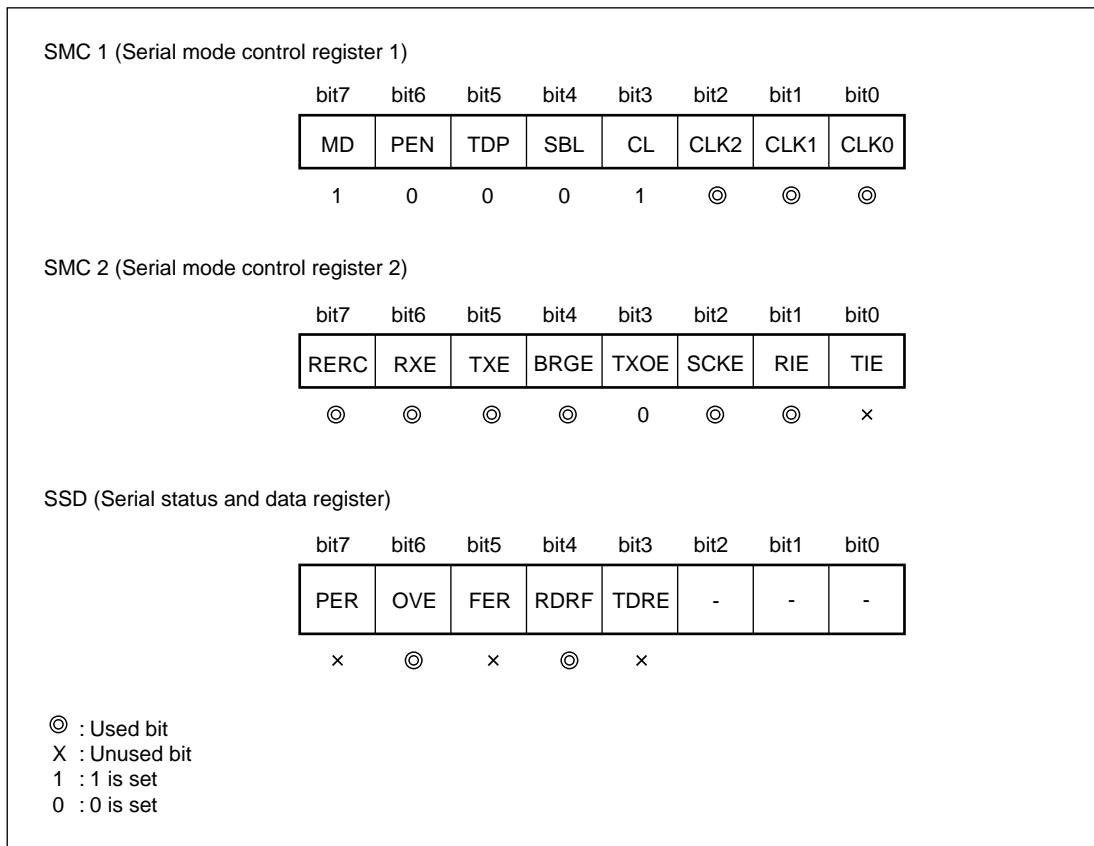 SMC 1 (Serial mode control register 1)
bit7 bit6 bit5 bit4 bit3 bit2 bit1 bit0
MD PEN TDP SBL CL CLK2 CLK1 CLK0
1 0 0 0 1 ◎ ◎ ◎
SMC 2 (Serial mode control register 2)
bit7 bit6 bit5 bit4 bit3 bit2 bit1 bit0
RERC RXE TXE BRGE TXOE SCKE RIE TIE
◎ ◎ ◎ ◎ 0 ◎ ◎ ×
SSD (Serial status and data register)
bit7 bit6 bit5 bit4 bit3 bit2 bit1 bit0
PER OVE FER RDRF TDRE - - -
× ◎ × ◎ ×
◎ : Used bit
X : Unused bit
1 : 1 is set
0 : 0 is set